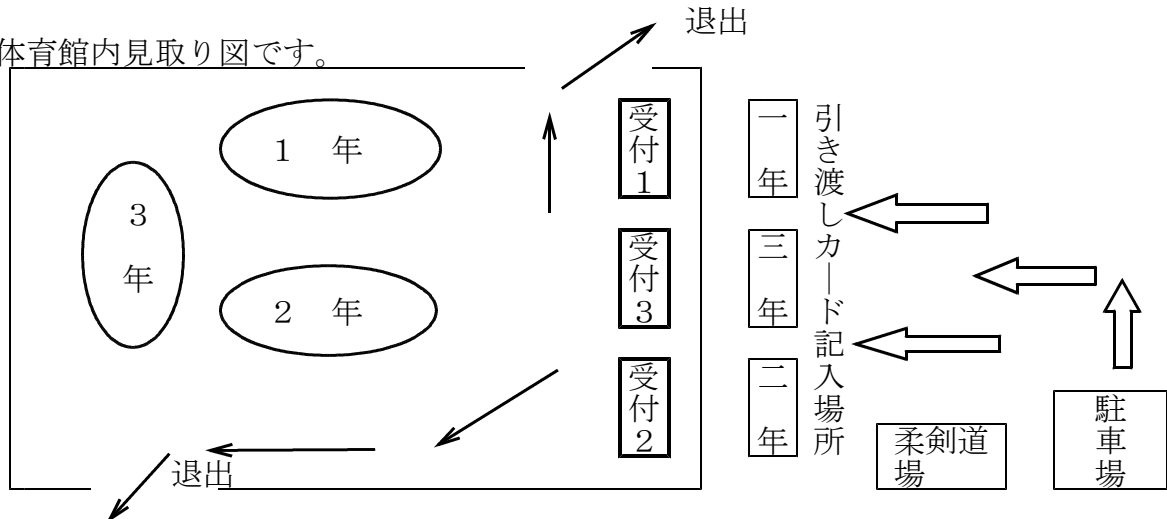 退出
体育館内見取り図です。
１　年
３
年
２　年
受付１
受付３
受付２
一　年
三　年
二　年
引き渡しカード記入場所
柔剣道
場
駐車場
退出